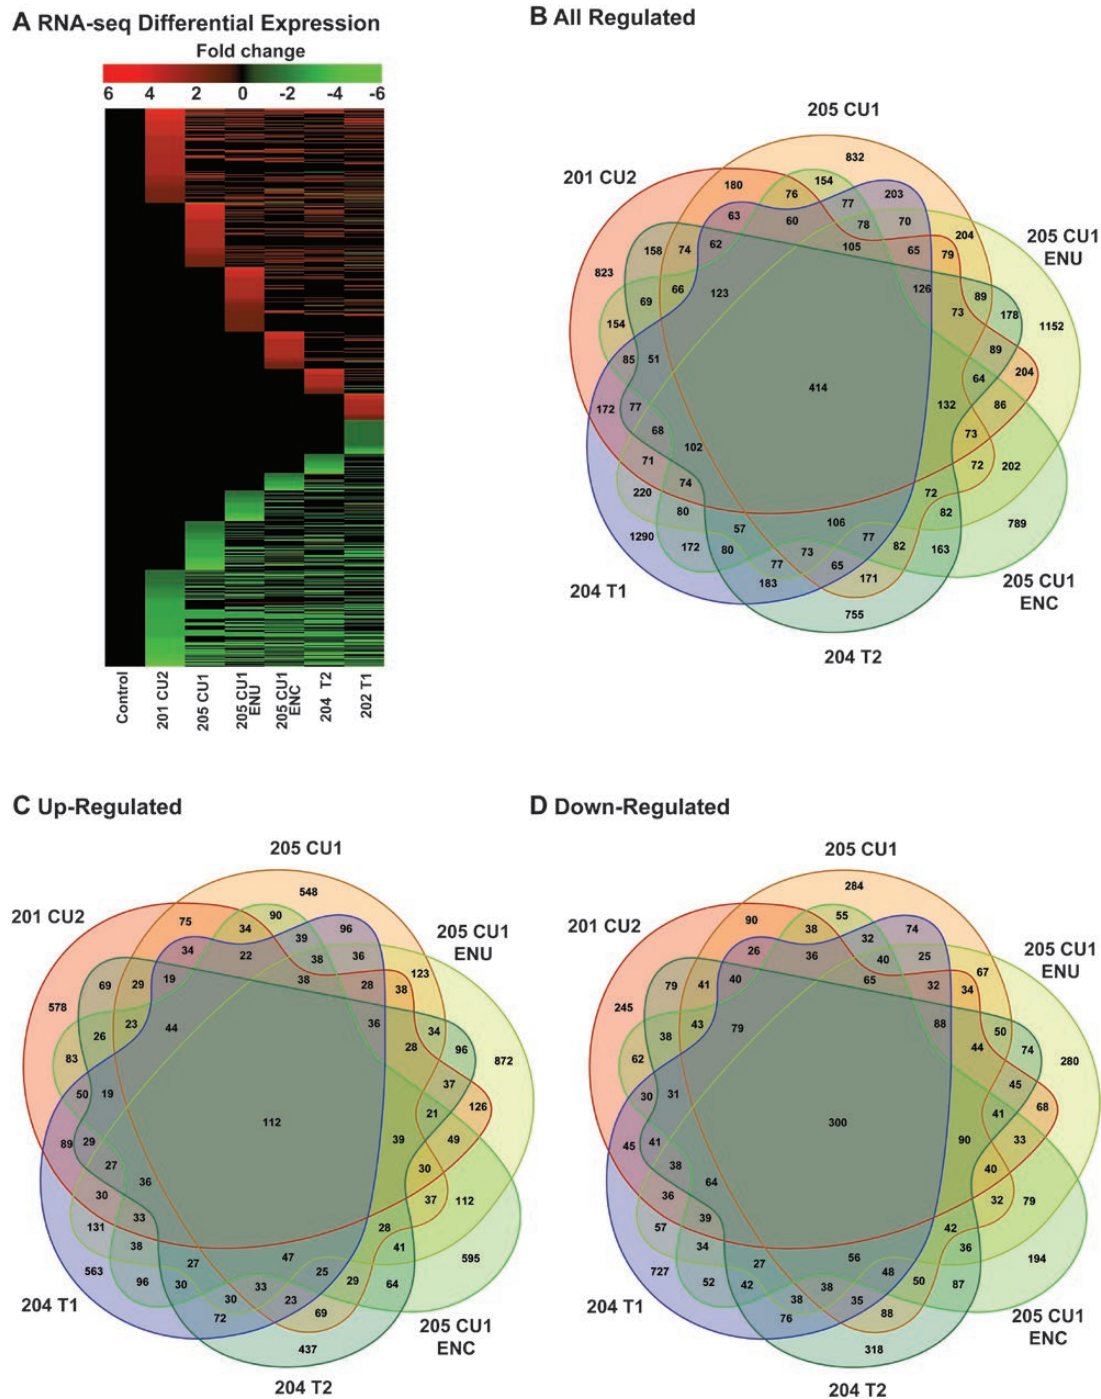 A RNA-seq Differential Expression
Fold change
6 4 2 0 -2 -4 -6
Control
201 CU2
205 CU1
205 CU1 ENU
205 CU1 ENC
204 T2
202 T1
B All Regulated
205 CU1
832
201 CU2
180 76 154 77 203
63 60 78 70 204
205 CU1
ENU
158 74 62 105 65 79
823
69 66 123 126 73 89 178 1152
154
85 51 89
414 64 204
172 77 132 86
68 102 73
71 74 72 202
220 80 72 82
1290 172 80 57 106 77 82 163 789
77 73 65 171
183
204 T1
205 CU1
ENC
755
204 T2
C Up-Regulated
205 CU1
548
201 CU2
75 34 90 39 96
34 22 38 36 123
205 CU1
ENU
69 29 19 38 28 38
578
26 23 44 36 28 34 96 872
83
50 19 37
112 21 126
89 29 39 49
27 36 30
30 33 37 112
131 38 28 41
563 96 30 27 47 25 29 64 595
30 33 23 69
72
204 T1
205 CU1
ENC
437
204 T2
D Down-Regulated
205 CU1
284
201 CU2
90 38 55 32 74
26 36 40 25 67
205 CU1
ENU
79 41 40 65 32 34
245
38 43 79 88 44 50 74 280
62
30 31 45
300 41 68
45 41 90 33
38 64 40
36 39 32 79
57 34 42 36
727 52 42 27 56 48 50 87 194
38 38 35 88
76
204 T1
205 CU1
ENC
318
204 T2